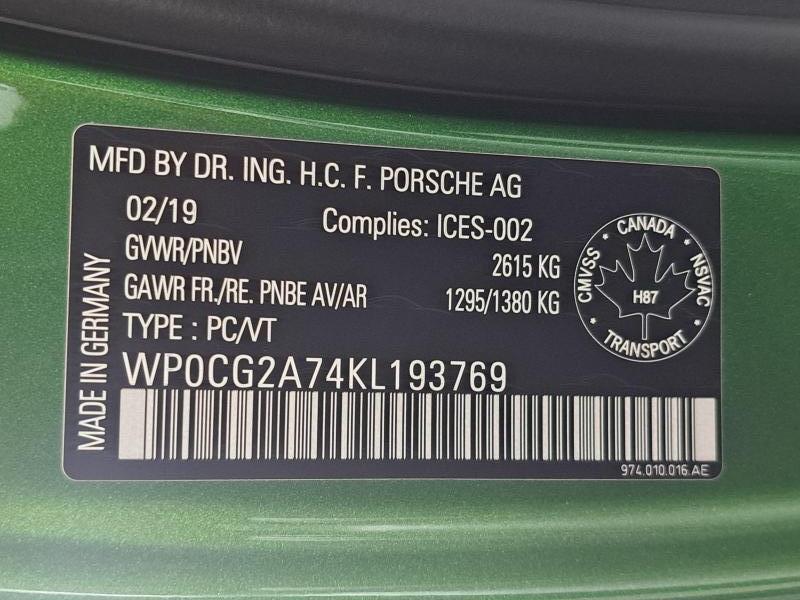 MFD BY DR. ING. H.C. F. PORSCHE AG
02/19
Complies: ICES-002
GVWR/PNBV 2615 KG
GAWR FR./RE. PNBE AV/AR 1295/1380 KG
TYPE : PC/VT
WP0CG2A74KL193769
MADE IN GERMANY
CMVSS * CANADA * NSVAC * TRANSPORT *
H87
974.010.016.AE